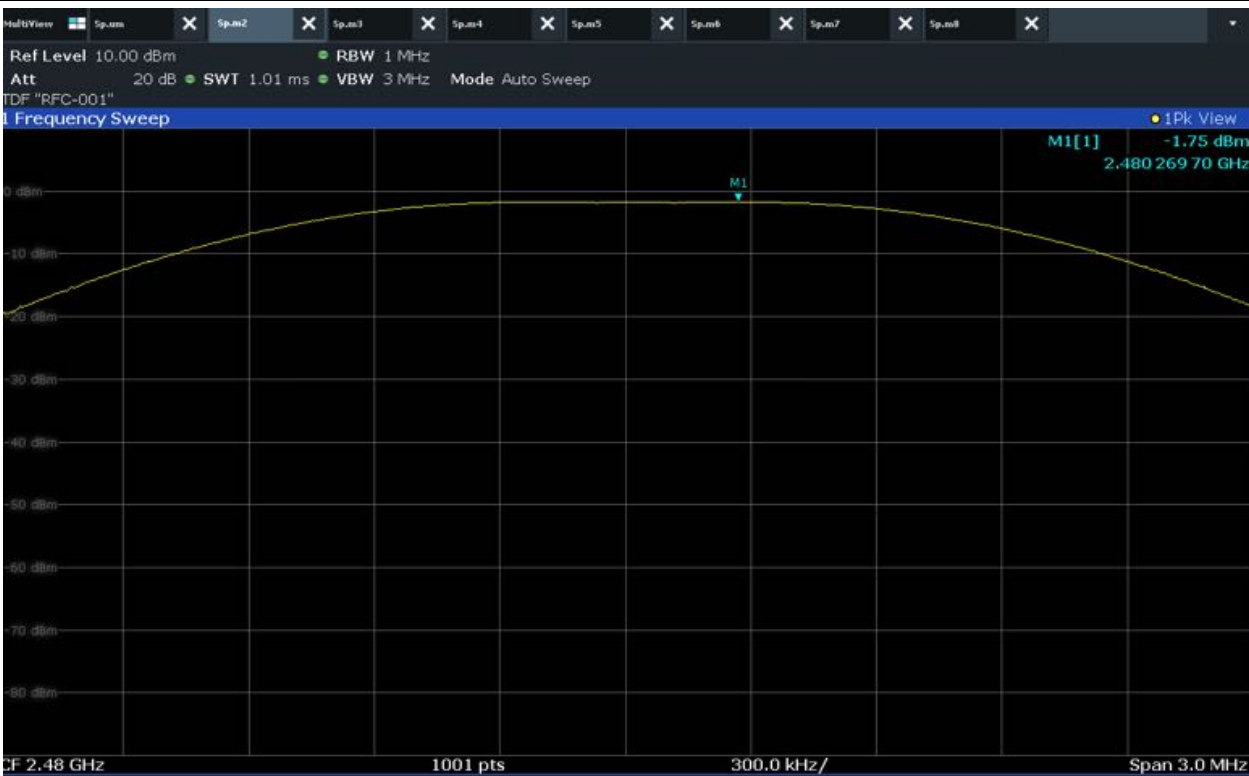 MultiView Sp.um Sp.m2 Sp.m3 Sp.m4 Sp.m5 Sp.m6 Sp.m7 Sp.m8
Ref Level 10.00 dBm RBW 1 MHz
Att 20 dB SWT 1.01 ms VBW 3 MHz Mode Auto Sweep
TDF "RFC-001"
1 Frequency Sweep 1Pk View
M1[1] -1.75 dBm
2.480 269 70 GHz
M1
0 dBm
-10 dBm
-20 dBm
-30 dBm
-40 dBm
-50 dBm
-60 dBm
-70 dBm
-80 dBm
CF 2.48 GHz 1001 pts 300.0 kHz/ Span 3.0 MHz